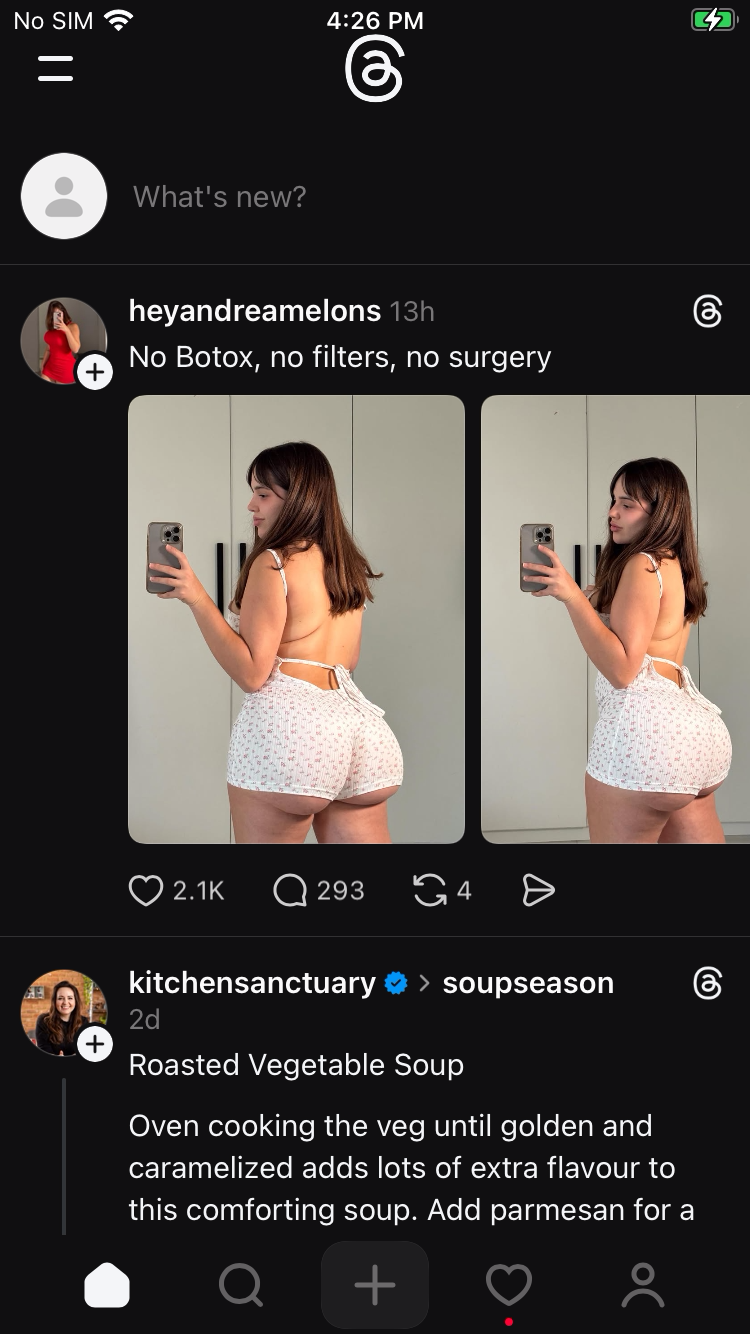 No SIM 4:26 PM
What's new?
heyandreamelons 13h
No Botox, no filters, no surgery
2.1K 293 4
kitchensanctuary > soupseason
2d
Roasted Vegetable Soup
Oven cooking the veg until golden and
caramelized adds lots of extra flavour to
this comforting soup. Add parmesan for a